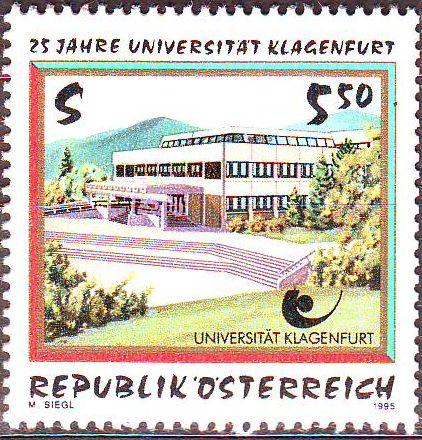 25 JAHRE UNIVERSITÄT KLAGENFURT
S 5,50
UNIVERSITÄT KLAGENFURT
REPUBLIK ÖSTERREICH
M. SIEGL 1995